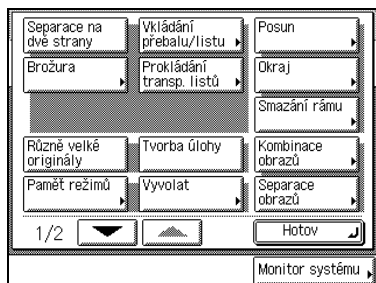 Separace na
dvě strany
Vkládání
přebalu/listu
Posun
Brožura
Prokládání
transp. listů
Okraj
Smazání rámu
Různě velké
originály
Tvorba úlohy
Kombinace
obrazů
Paměť režimů
Vyvolat
Separace
obrazů
1/2
Hotov
Monitor systému